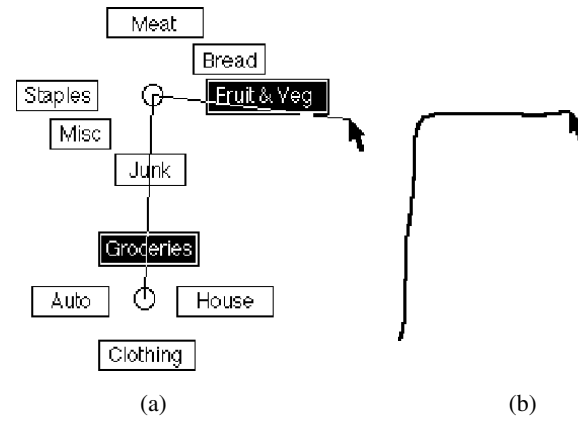 Meat
Bread
Staples
Fruit & Veg
Misc
Junk
Groceries
Auto
House
Clothing
(a)
(b)